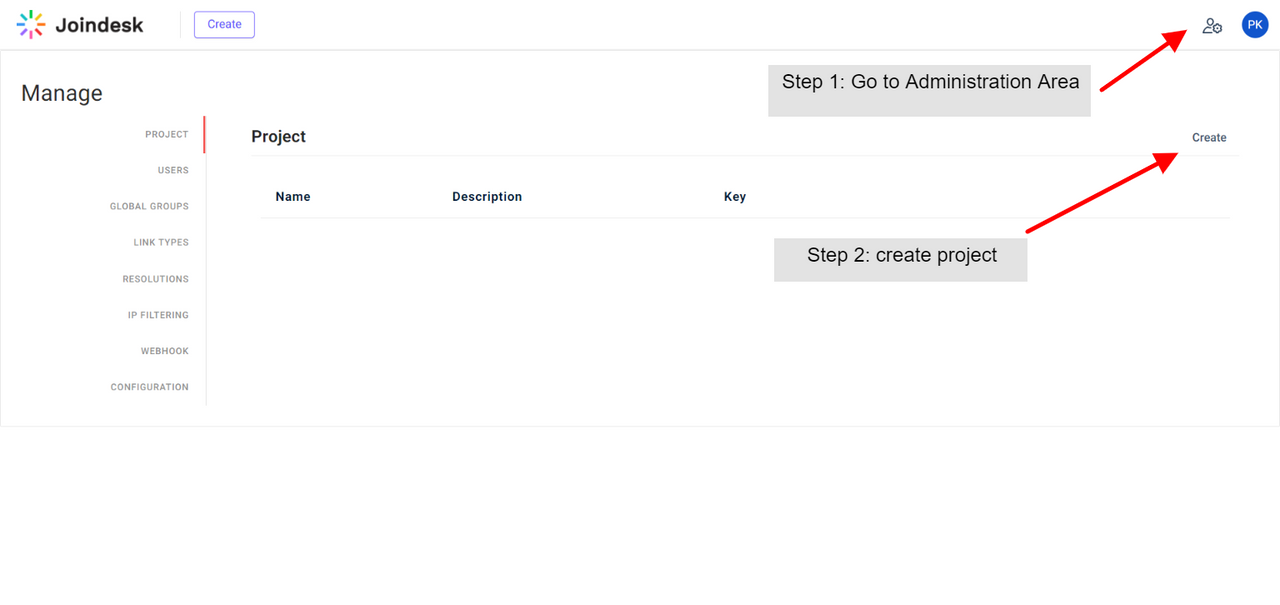 Joindesk
Create
PK
Step 1: Go to Administration Area
Manage
PROJECT
USERS
GLOBAL GROUPS
LINK TYPES
RESOLUTIONS
IP FILTERING
WEBHOOK
CONFIGURATION
Project
Create
Name Description Key
Step 2: create project